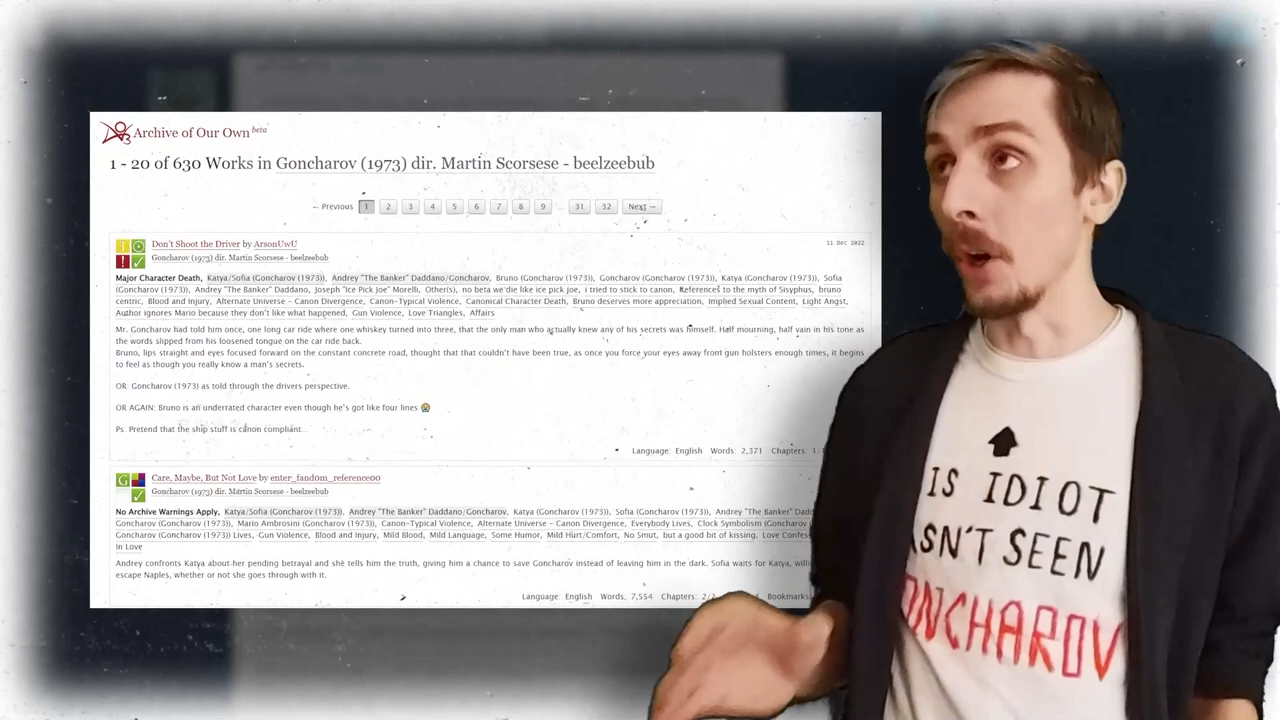 Archive of Our Own beta
1 - 20 of 630 Works in Goncharov (1973) dir. Martin Scorsese - beelzeebub
← Previous 1 2 3 4 5 6 7 8 9 … 31 32 Next →
Don't Shoot the Driver by ArsonUwU
11 Dec 2022
Goncharov (1973) dir. Martin Scorsese - beelzeebub
Major Character Death, Katya/Sofia (Goncharov (1973)), Andrey "The Banker" Daddano/Goncharov, Bruno (Goncharov (1973)), Goncharov (Goncharov (1973)), Katya (Goncharov (1973)), Sofia
(Goncharov (1973)), Andrey "The Banker" Daddano, Joseph "Ice Pick Joe" Morelli, Other(s), no beta we die like ice pick joe, i tried to stick to canon, References to the myth of Sisyphus, bruno
centric, Blood and Injury, Alternate Universe - Canon Divergence, Canon-Typical Violence, Canonical Character Death, Bruno deserves more appreciation, Implied Sexual Content, Light Angst,
Author ignores Mario because they don't like what happened, Gun Violence, Love Triangles, Affairs
Mr. Goncharov had told him once, one long car ride where one whiskey turned into three, that the only man who actually knew any of his secrets was himself. Half mourning, half vain in his tone as
the words slipped from his loosened tongue on the car ride back.
Bruno, lips straight and eyes focused forward on the constant concrete road, thought that that couldn't have been true, as once you force your eyes away front gun holsters enough times, it begins
to feel as though you really know a man's secrets.
OR: Goncharov (1973) as told through the drivers perspective.
OR AGAIN: Bruno is an underrated character even though he's got like four lines 😭
Ps: Pretend that the ship stuff is canon compliant
Language: English Words: 2,371 Chapters: 1
Care, Maybe, But Not Love by enter_fand0m_reference00
Goncharov (1973) dir. Martin Scorsese - beelzeebub
No Archive Warnings Apply, Katya/Sofia (Goncharov (1973)), Andrey "The Banker" Daddano/Goncharov, Katya (Goncharov (1973)), Sofia (Goncharov (1973)), Andrey "The Banker"
Goncharov (Goncharov (1973)), Mario Ambrosini (Goncharov (1973)), Canon-Typical Violence, Alternate Universe - Canon Divergence, Everybody Lives, Clock Symbolism (Goncharov
Goncharov (Goncharov (1973)) Lives, Gun Violence, Blood and Injury, Mild Blood, Mild Language, Some Humor, Mild Hurt/Comfort, No Smut, but a good bit of kissing, Love
In Love
Andrey confronts Katya about her pending betrayal and she tells him the truth, giving him a chance to save Goncharov instead of leaving him in the dark. Sofia waits for Katya,
escape Naples, whether or not she goes through with it.
Language: English Words: 7,554 Chapters: 2/2 Bookmarks:
IS IDIOT
SN'T SEEN
ONCHAROV